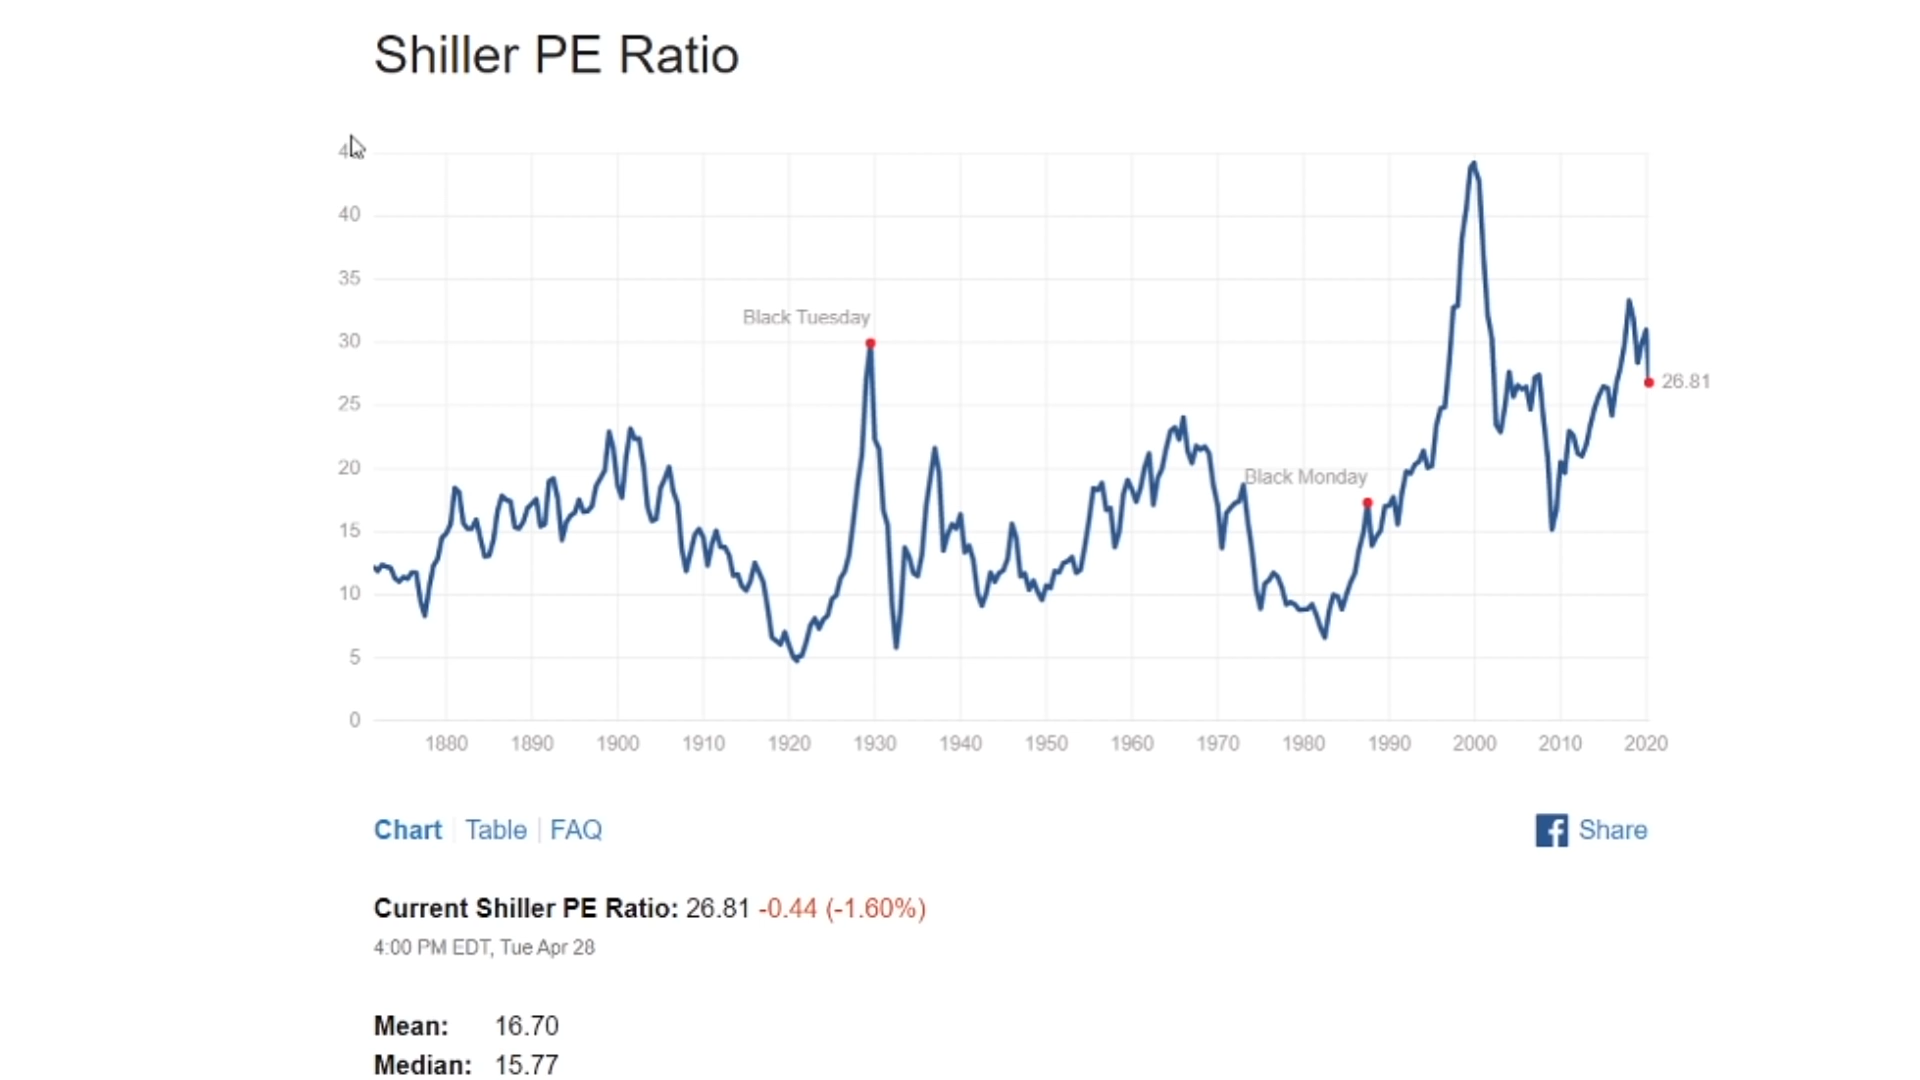 Shiller PE Ratio
40
35
Black Tuesday
30
26.81
25
20
Black Monday
15
10
5
0
1880 1890 1900 1910 1920 1930 1940 1950 1960 1970 1980 1990 2000 2010 2020
Chart Table FAQ
Share
Current Shiller PE Ratio: 26.81 -0.44 (-1.60%)
4:00 PM EDT, Tue Apr 28
Mean: 16.70
Median: 15.77